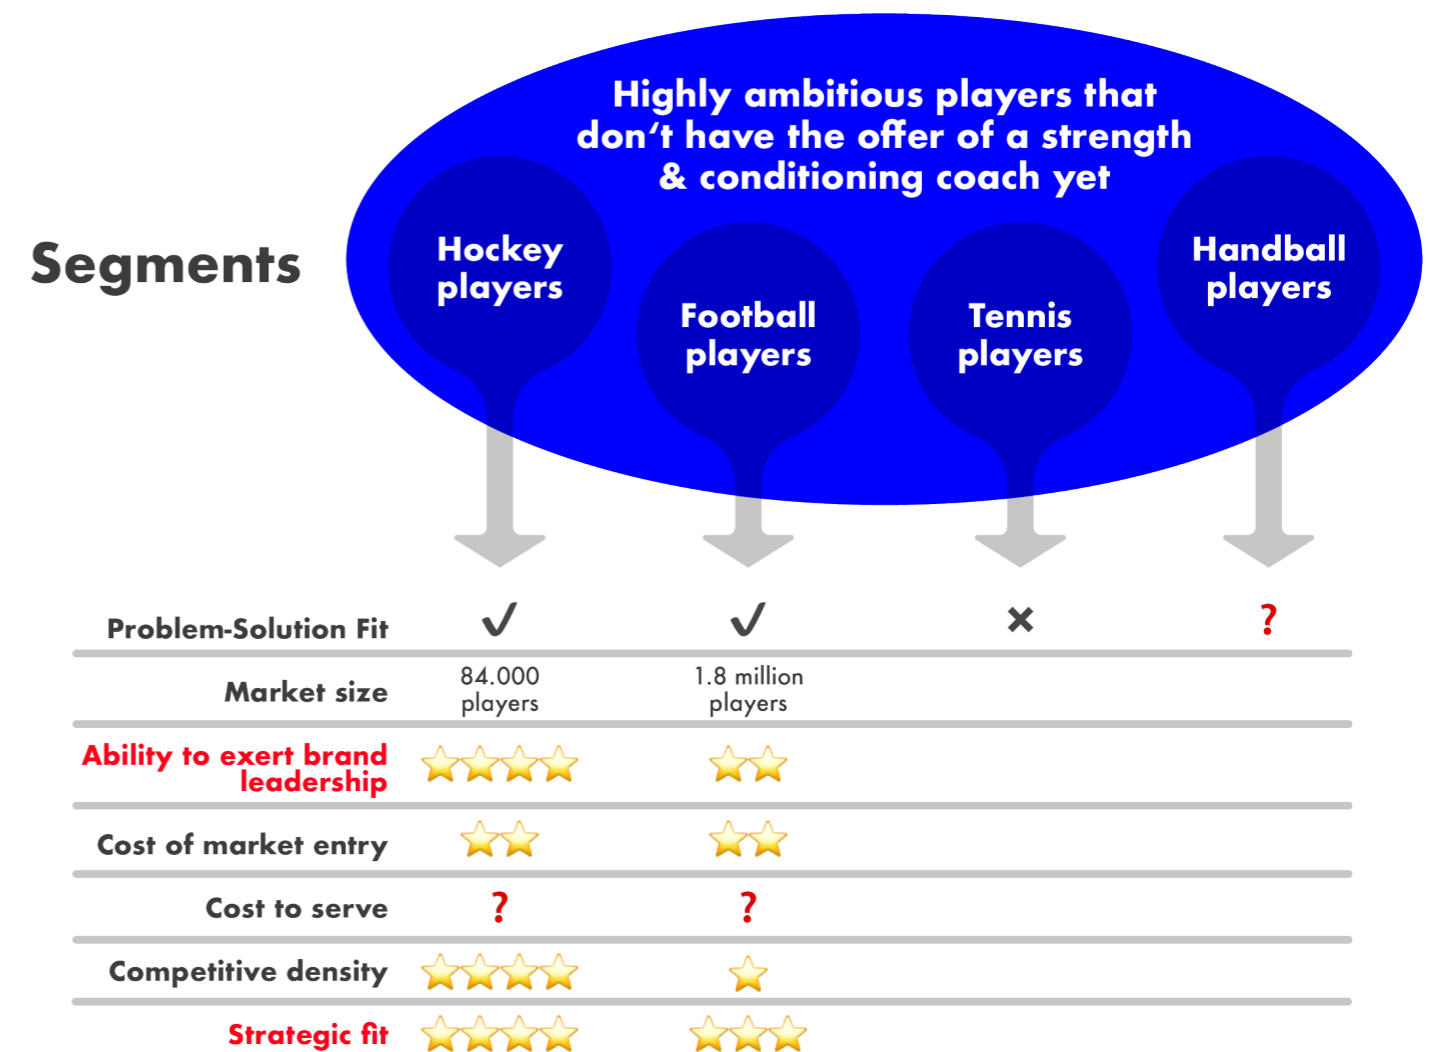 Highly ambitious players that
don‘t have the offer of a strength
& conditioning coach yet
Segments
Hockey
players
Football
players
Tennis
players
Handball
players
Problem-Solution Fit ✓ ✓ ✕ ?
Market size
84.000
players
1.8 million
players
Ability to exert brand
leadership
Cost of market entry
Cost to serve ? ?
Competitive density
Strategic fit